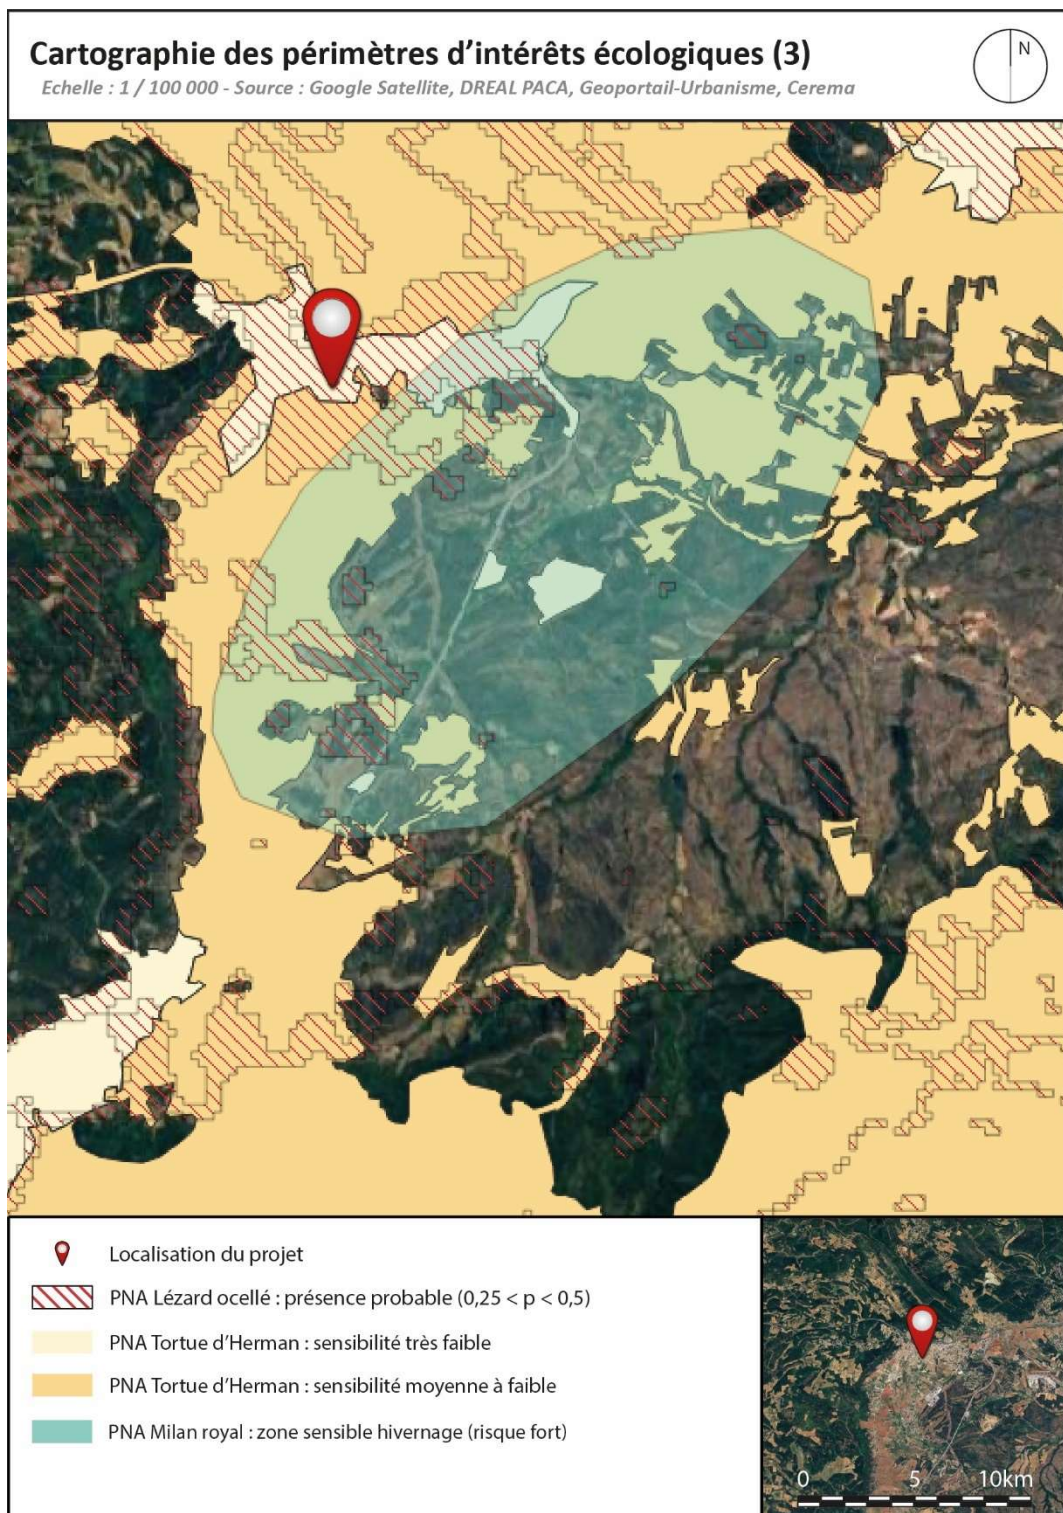 Cartographie des périmètres d'intérêts écologiques (3)
Echelle : 1 / 100 000 - Source : Google Satellite, DREAL PACA, Geoportail-Urbanisme, Cerema
N
Localisation du projet
PNA Lézard ocellé : présence probable (0,25 < p < 0,5)
PNA Tortue d'Herman : sensibilité très faible
PNA Tortue d'Herman : sensibilité moyenne à faible
PNA Milan royal : zone sensible hivernage (risque fort)
0 5 10km